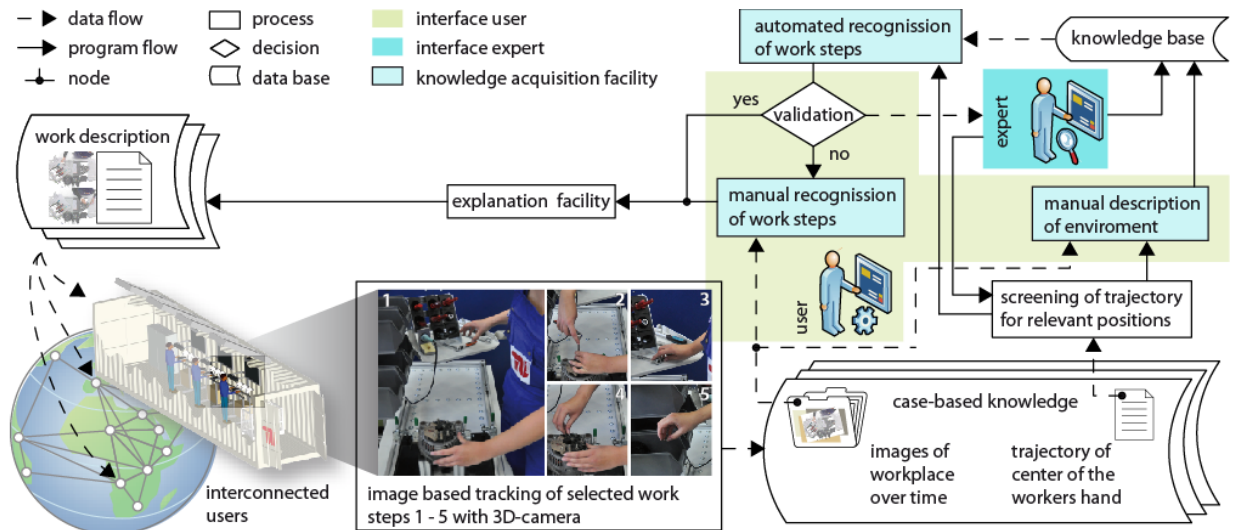 data flow
process
interface user
program flow
decision
interface expert
node
data base
knowledge acquisition facility
automated recognission
of work steps
knowledge base
yes
validation
expert
no
work description
explanation facility
manual recognission
of work steps
manual description
of enviroment
user
screening of trajectory
for relevant positions
1
2
3
4
5
case-based knowledge
images of
workplace
over time
trajectory of
center of the
workers hand
interconnected
users
image based tracking of selected work
steps 1 - 5 with 3D-camera